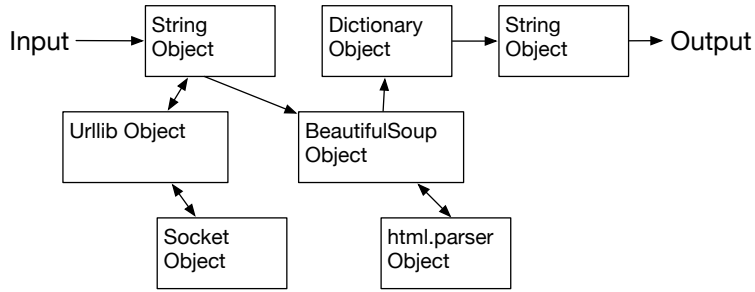 Input
String
Object
Dictionary
Object
String
Object
Output
Urllib Object
BeautifulSoup
Object
Socket
Object
html.parser
Object